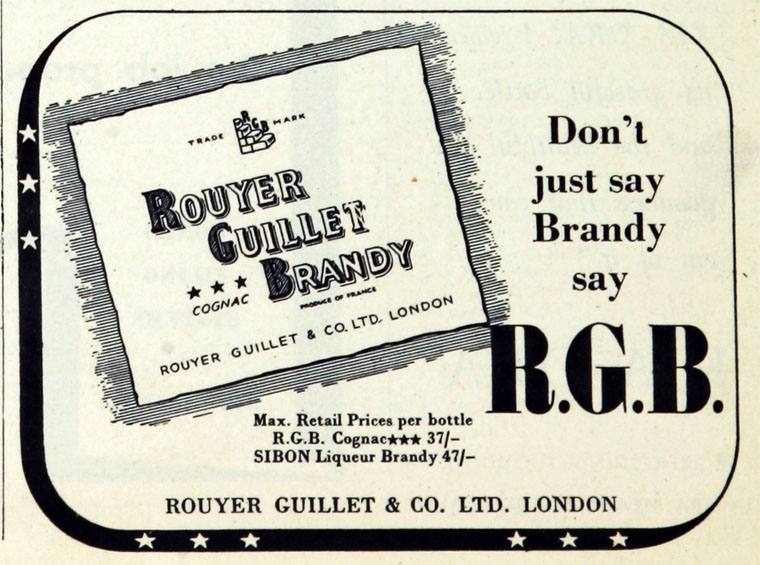 TRADE MARK
ROUYER
GUILLET
BRANDY
★★★
COGNAC
PRODUCE OF FRANCE
ROUYER GUILLET & CO. LTD. LONDON
Don't
just say
Brandy
say
R.G.B.
Max. Retail Prices per bottle
R.G.B. Cognac★★★ 37/–
SIBON Liqueur Brandy 47/–
ROUYER GUILLET & CO. LTD. LONDON